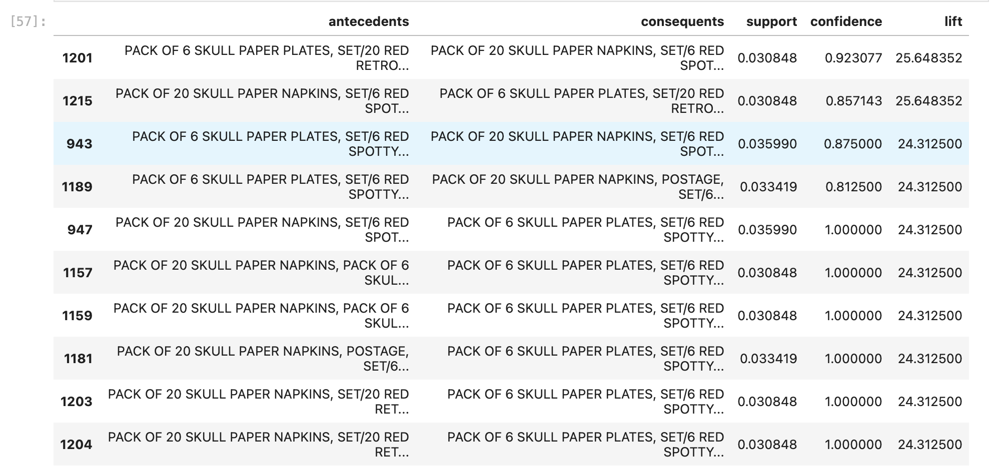 [57]:
antecedents consequents support confidence lift
1201 PACK OF 6 SKULL PAPER PLATES, SET/20 RED RETRO... PACK OF 20 SKULL PAPER NAPKINS, SET/6 RED SPOT... 0.030848 0.923077 25.648352
1215 PACK OF 20 SKULL PAPER NAPKINS, SET/6 RED SPOT... PACK OF 6 SKULL PAPER PLATES, SET/20 RED RETRO... 0.030848 0.857143 25.648352
943 PACK OF 6 SKULL PAPER PLATES, SET/6 RED SPOTTY... PACK OF 20 SKULL PAPER NAPKINS, SET/6 RED SPOT... 0.035990 0.875000 24.312500
1189 PACK OF 6 SKULL PAPER PLATES, SET/6 RED SPOTTY... PACK OF 20 SKULL PAPER NAPKINS, POSTAGE, SET/6... 0.033419 0.812500 24.312500
947 PACK OF 20 SKULL PAPER NAPKINS, SET/6 RED SPOT... PACK OF 6 SKULL PAPER PLATES, SET/6 RED SPOTTY... 0.035990 1.000000 24.312500
1157 PACK OF 20 SKULL PAPER NAPKINS, PACK OF 6 SKUL... PACK OF 6 SKULL PAPER PLATES, SET/6 RED SPOTTY... 0.030848 1.000000 24.312500
1159 PACK OF 20 SKULL PAPER NAPKINS, PACK OF 6 SKUL... PACK OF 6 SKULL PAPER PLATES, SET/6 RED SPOTTY... 0.030848 1.000000 24.312500
1181 PACK OF 20 SKULL PAPER NAPKINS, POSTAGE, SET/6... PACK OF 6 SKULL PAPER PLATES, SET/6 RED SPOTTY... 0.033419 1.000000 24.312500
1203 PACK OF 20 SKULL PAPER NAPKINS, SET/20 RED RET... PACK OF 6 SKULL PAPER PLATES, SET/6 RED SPOTTY... 0.030848 1.000000 24.312500
1204 PACK OF 20 SKULL PAPER NAPKINS, SET/20 RED RET... PACK OF 6 SKULL PAPER PLATES, SET/6 RED SPOTTY... 0.030848 1.000000 24.312500